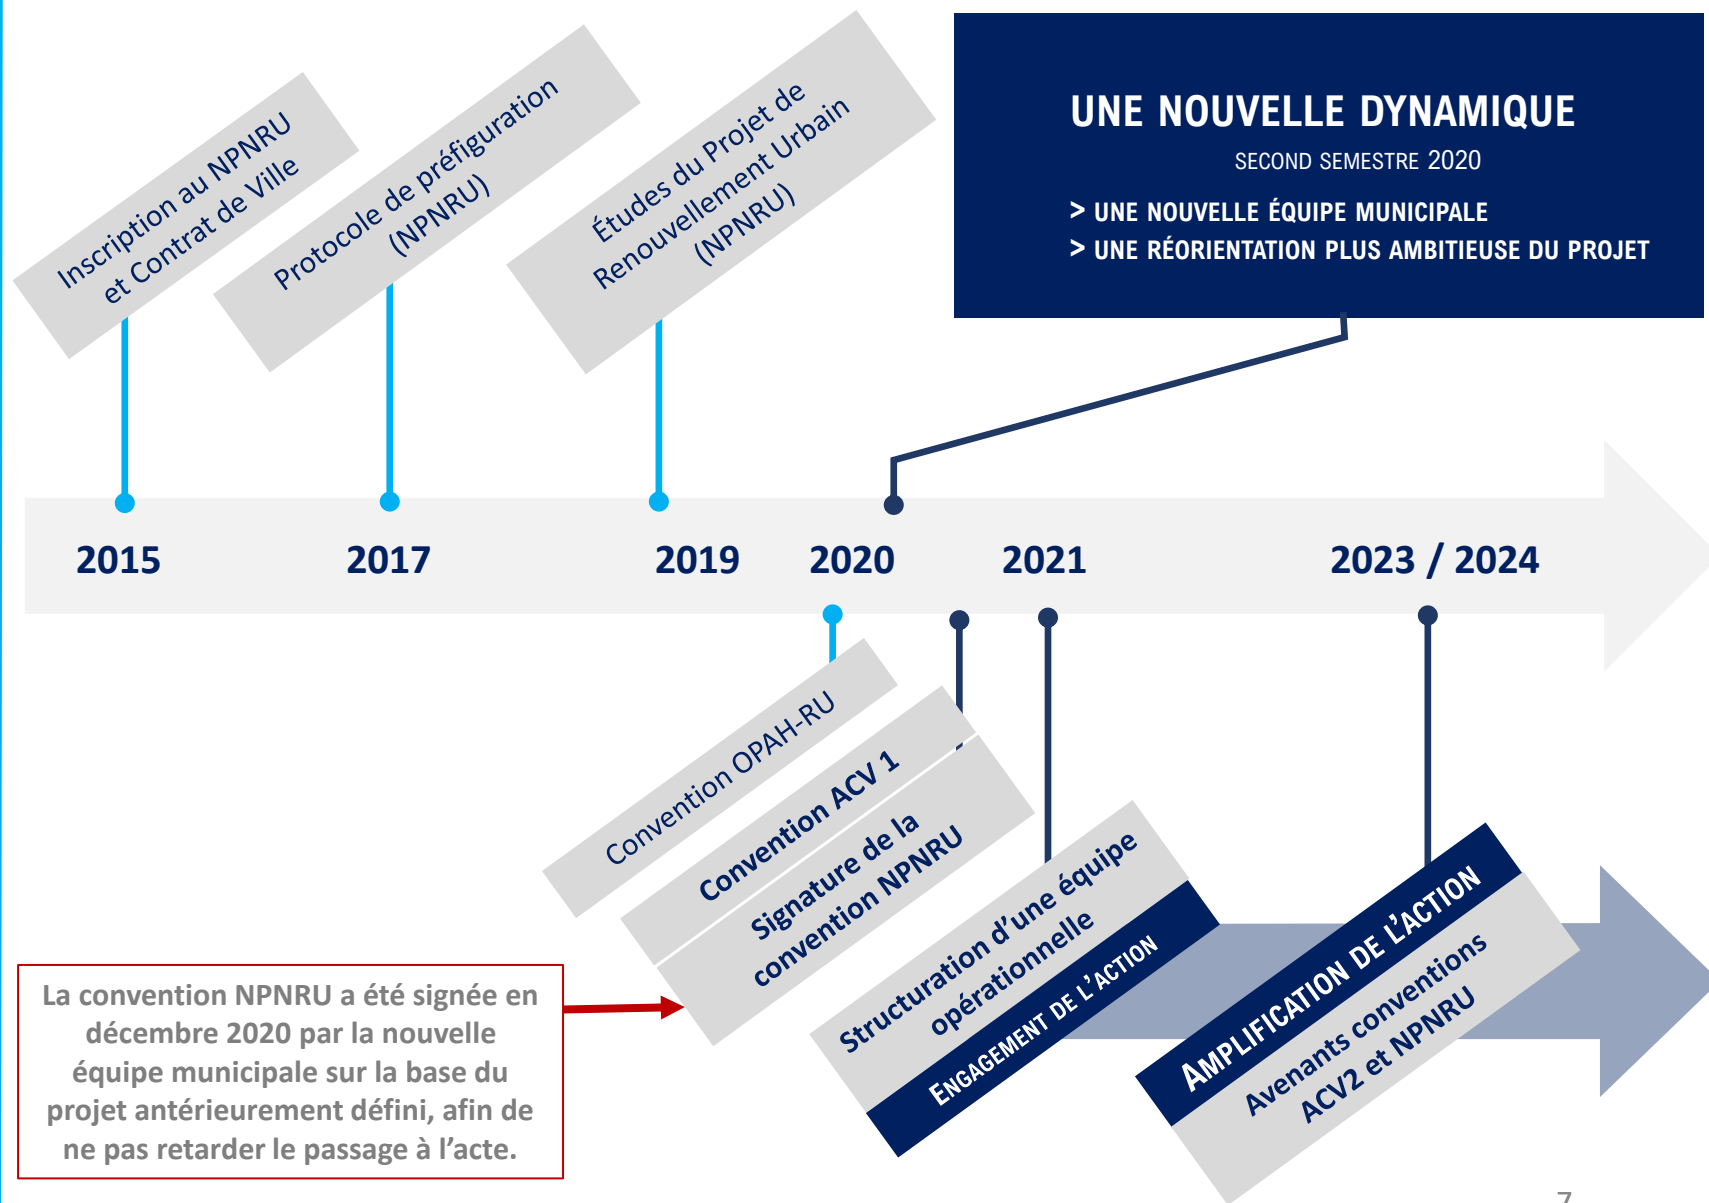 Inscription au NPNRU
et Contrat de Ville
Protocole de préfiguration
(NPNRU)
Études du Projet de
Renouvellement Urbain
(NPNRU)
UNE NOUVELLE DYNAMIQUE
SECOND SEMESTRE 2020
> UNE NOUVELLE ÉQUIPE MUNICIPALE
> UNE RÉORIENTATION PLUS AMBITIEUSE DU PROJET
2015
2017
2019
2020
2021
2023 / 2024
Convention OPAH-RU
Convention ACV 1
Signature de la
convention NPNRU
Structuration d’une équipe
opérationnelle
ENGAGEMENT DE L’ACTION
AMPLIFICATION DE L’ACTION
Avenants conventions
ACV2 et NPNRU
La convention NPNRU a été signée en
décembre 2020 par la nouvelle
équipe municipale sur la base du
projet antérieurement défini, afin de
ne pas retarder le passage à l’acte.
7